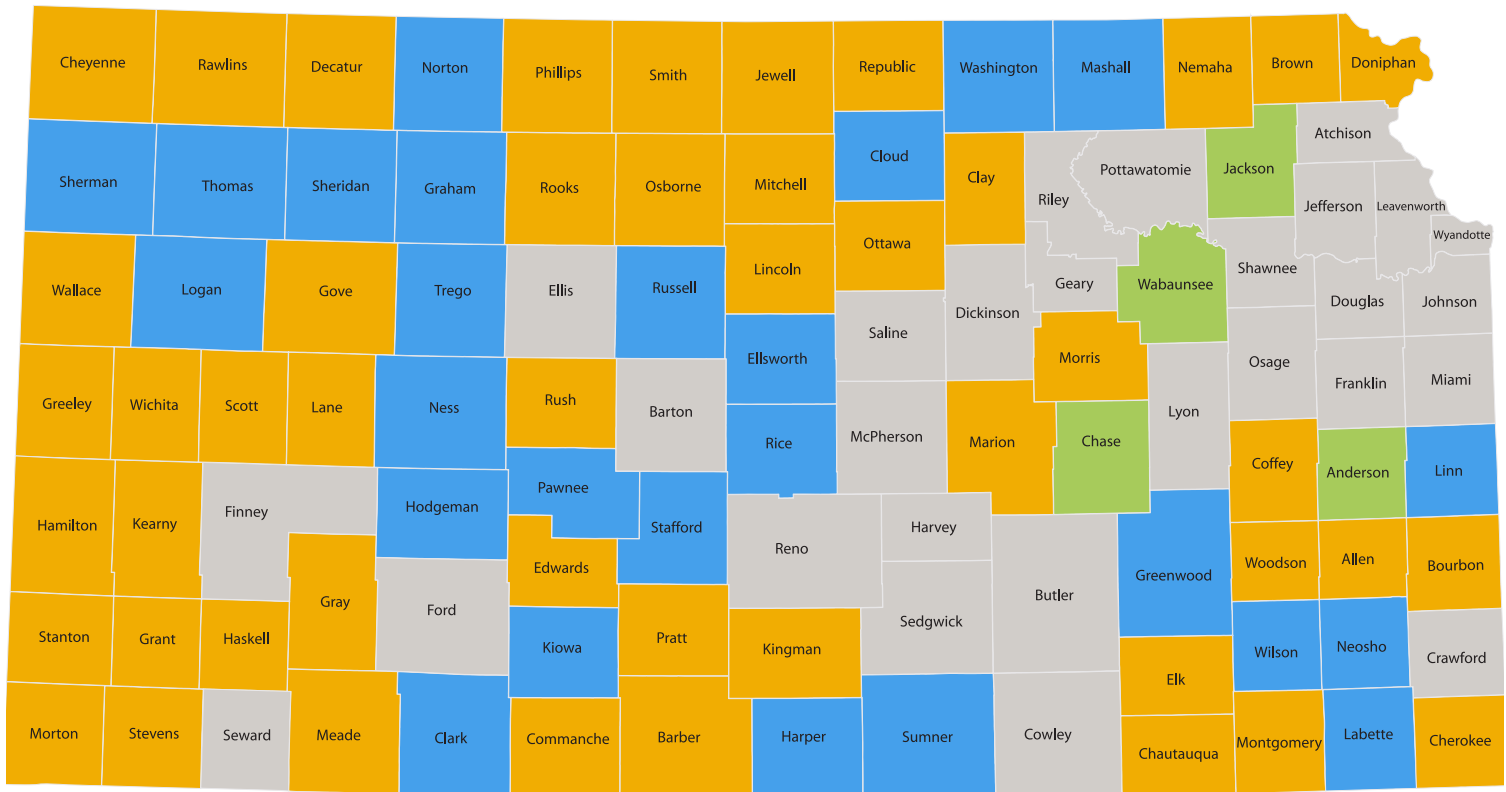 Cheyenne
Rawlins
Decatur
Norton
Phillips
Smith
Jewell
Republic
Washington
Mashall
Nemaha
Brown
Doniphan
Atchison
Sherman
Thomas
Sheridan
Graham
Rooks
Osborne
Mitchell
Cloud
Clay
Riley
Pottawatomie
Jackson
Jefferson
Leavenworth
Wyandotte
Wallace
Logan
Gove
Trego
Ellis
Russell
Lincoln
Ottawa
Saline
Dickinson
Geary
Wabaunsee
Shawnee
Douglas
Johnson
Greeley
Wichita
Scott
Lane
Ness
Rush
Barton
Ellsworth
Rice
McPherson
Marion
Morris
Chase
Lyon
Osage
Franklin
Miami
Hamilton
Kearny
Finney
Hodgeman
Pawnee
Stafford
Reno
Harvey
Butler
Greenwood
Coffey
Anderson
Linn
Edwards
Gray
Ford
Sedgwick
Woodson
Allen
Bourbon
Stanton
Grant
Haskell
Kiowa
Pratt
Kingman
Elk
Wilson
Neosho
Crawford
Morton
Stevens
Seward
Meade
Clark
Commanche
Barber
Harper
Sumner
Cowley
Chautauqua
Montgomery
Labette
Cherokee